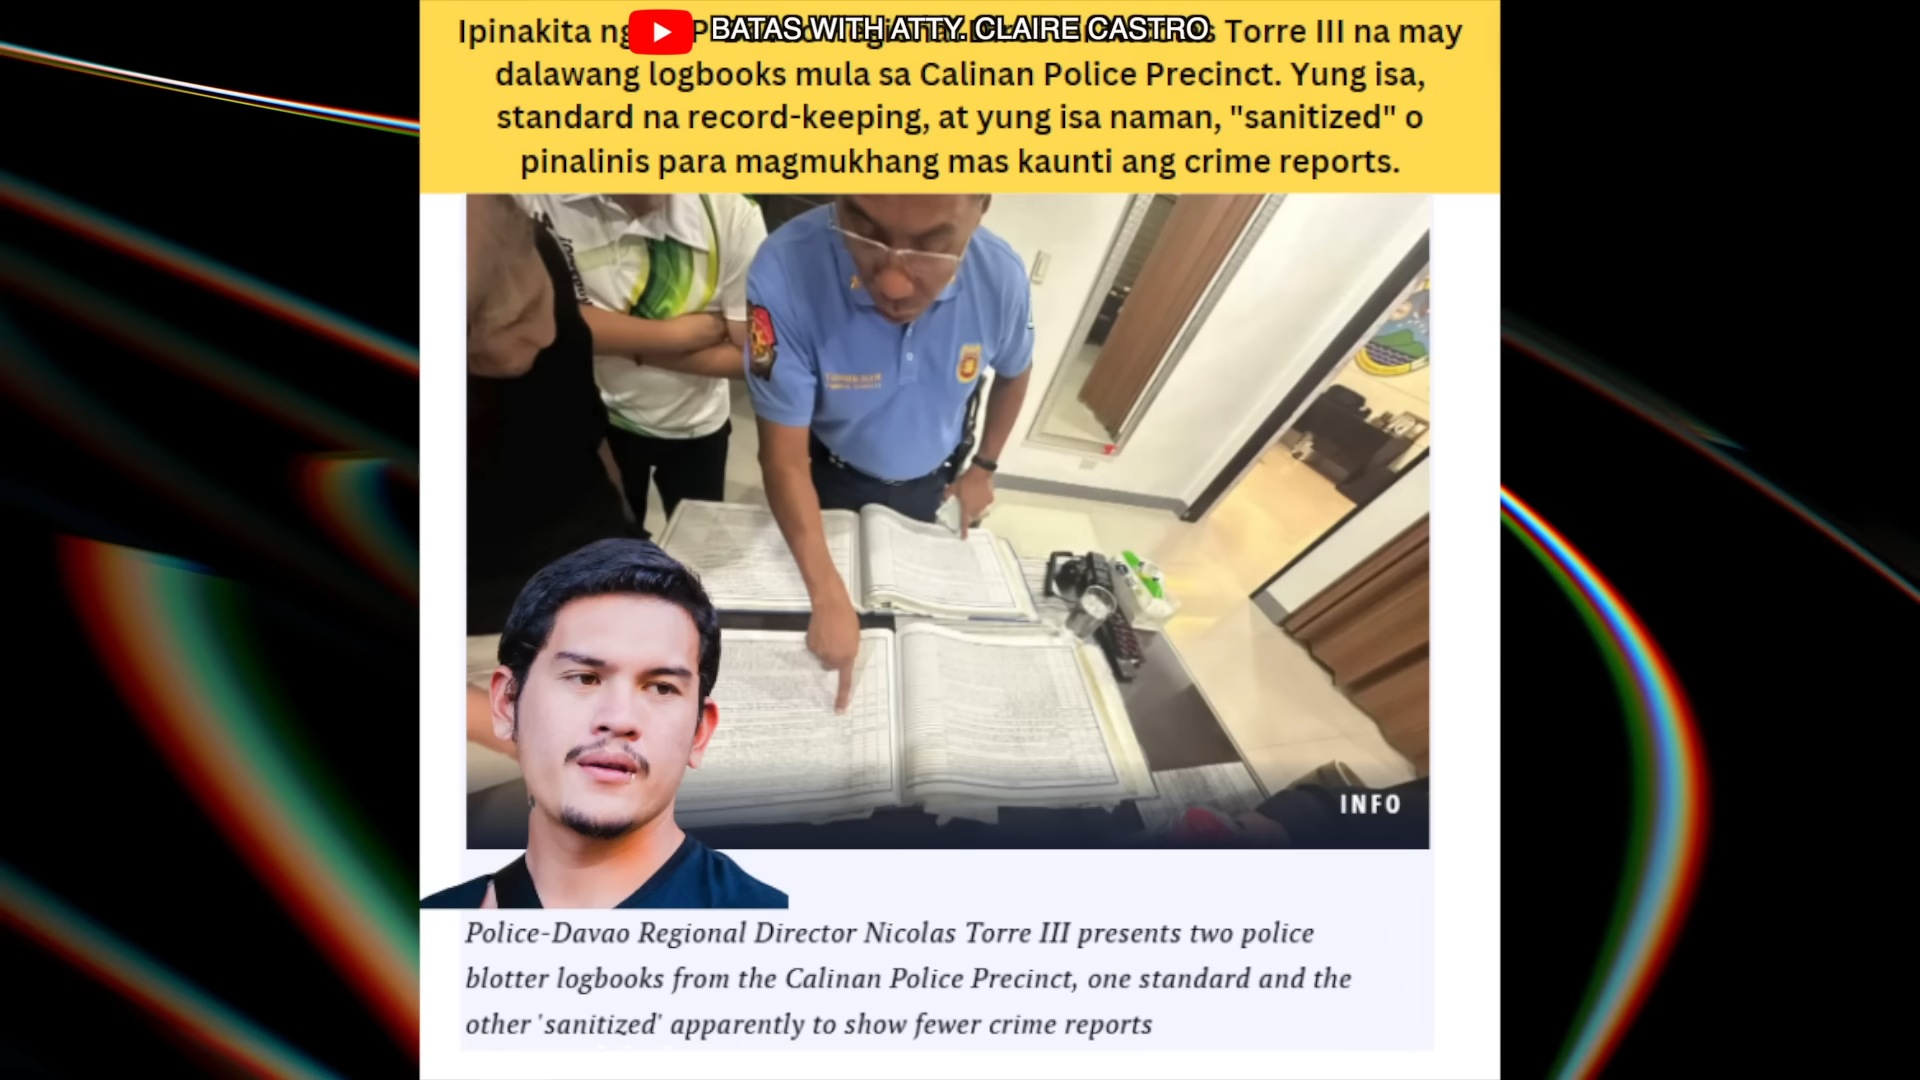 BATAS WITH ATTY. CLAIRE CASTRO
Ipinakita ng Torre III na may
dalawang logbooks mula sa Calinan Police Precinct. Yung isa,
standard na record-keeping, at yung isa naman, "sanitized" o
pinalinis para magmukhang mas kaunti ang crime reports.
INFO
Police-Davao Regional Director Nicolas Torre III presents two police
blotter logbooks from the Calinan Police Precinct, one standard and the
other 'sanitized' apparently to show fewer crime reports